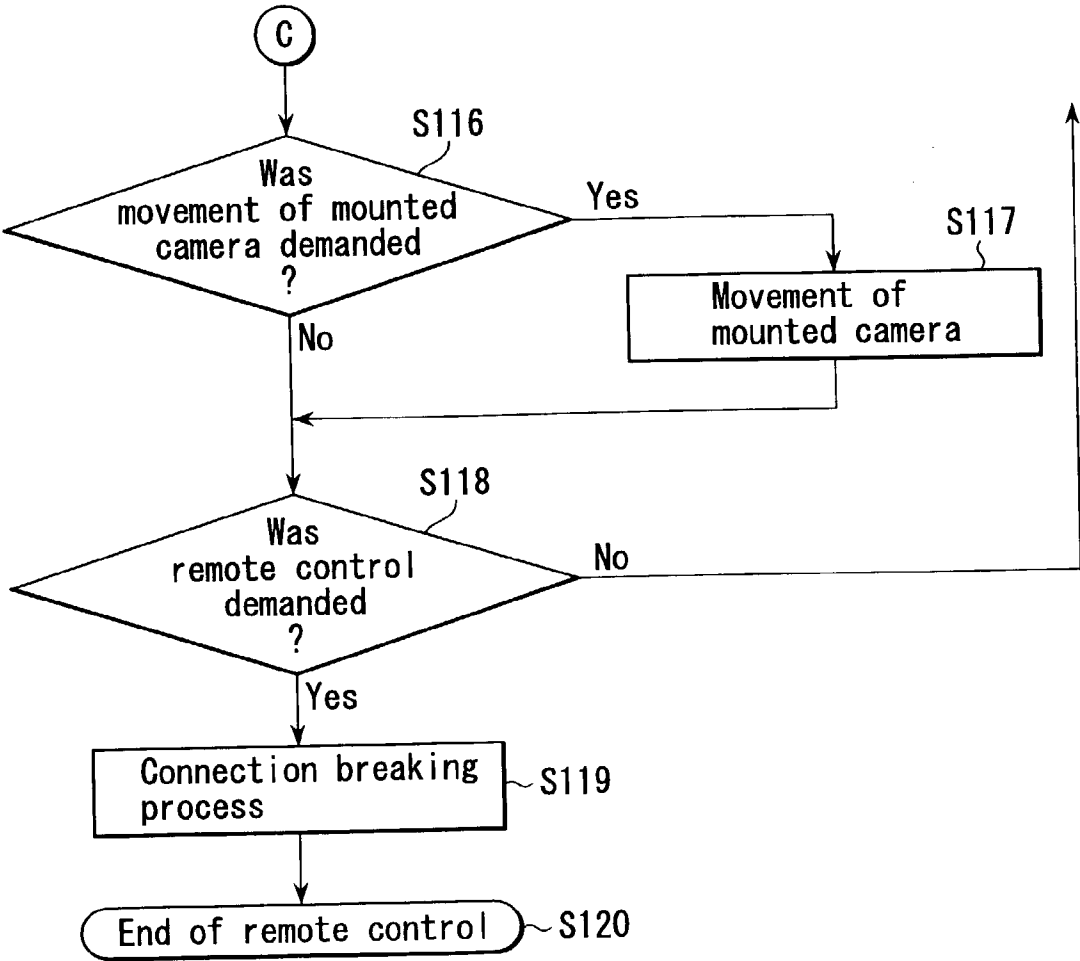 C
S116
Was
movement of mounted
camera demanded
?
Yes
No
S117
Movement of
mounted camera
S118
Was
remote control
demanded
?
No
Yes
Connection breaking
process
S119
End of remote control
S120